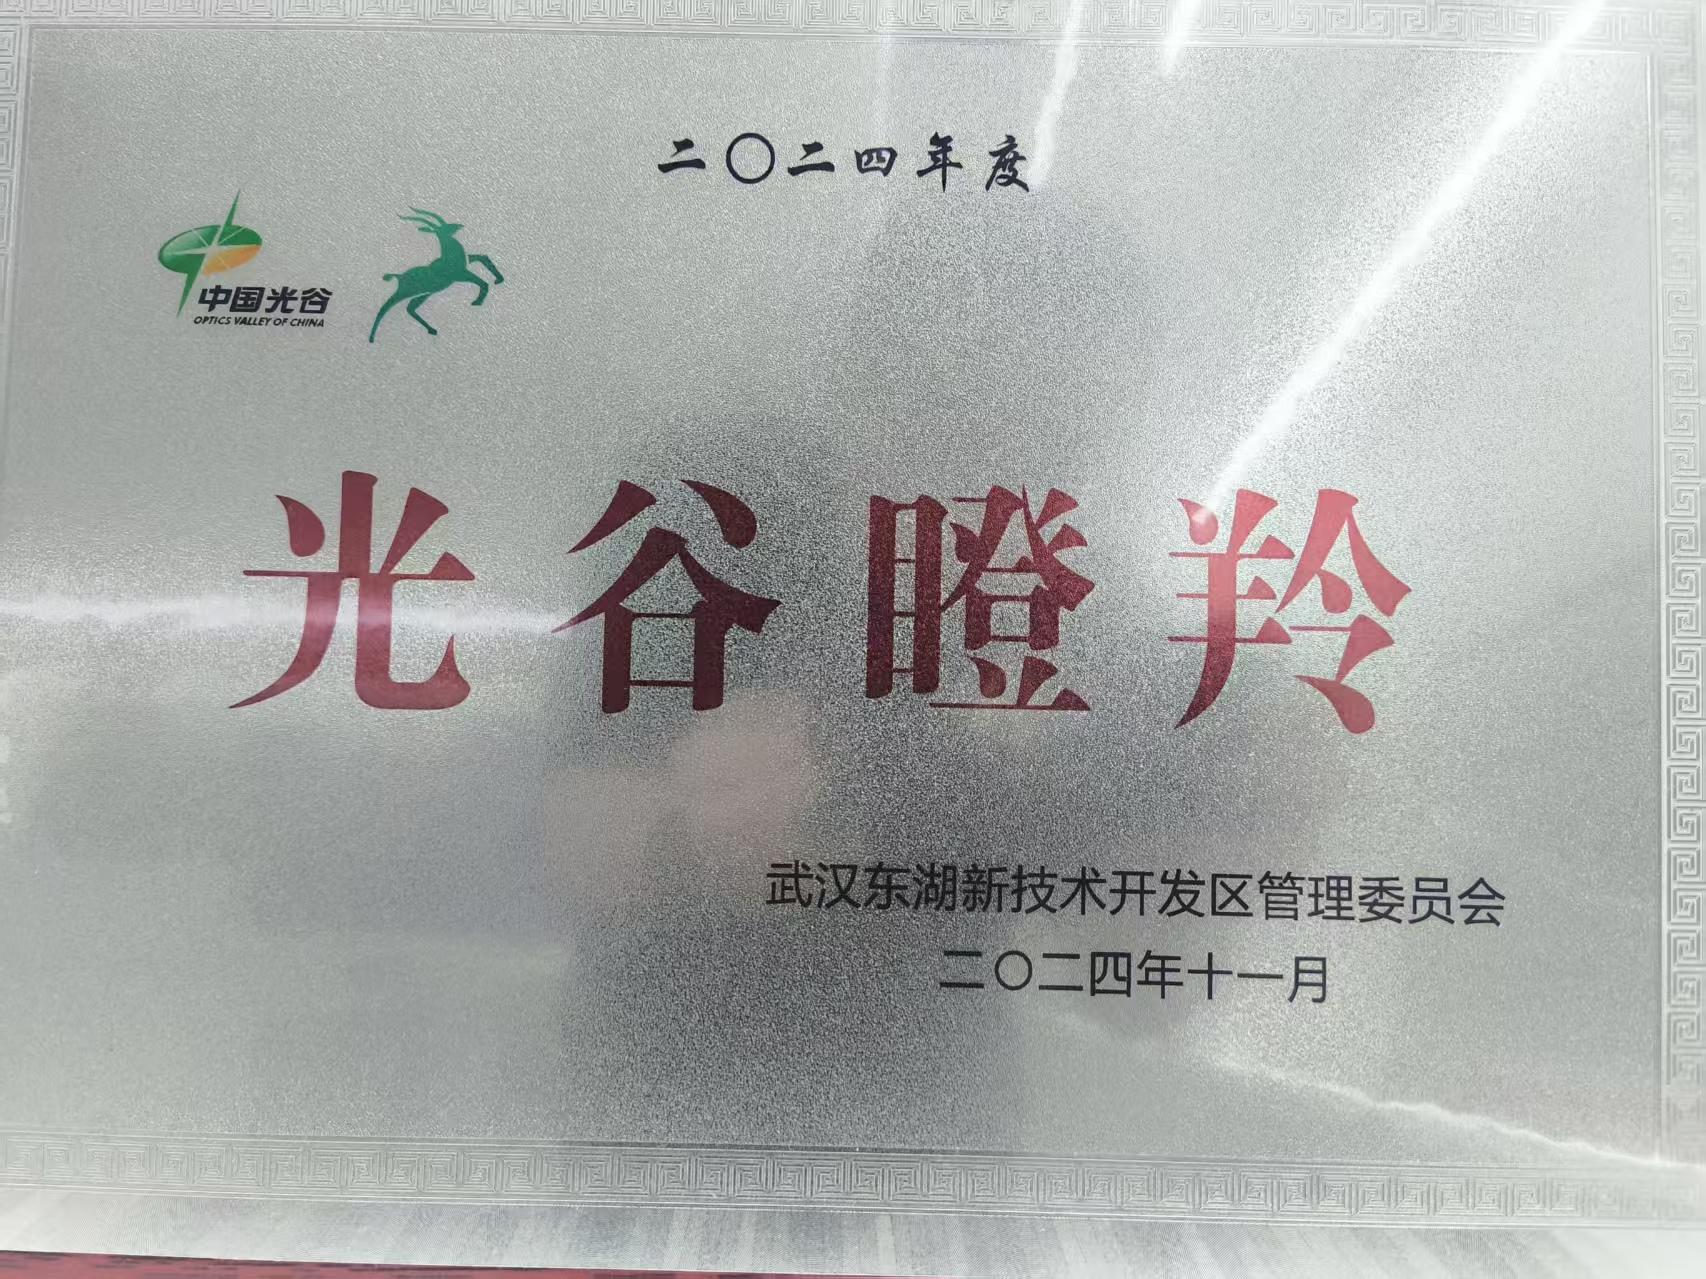 二〇二四年度
中国光谷
OPTICS VALLEY OF CHINA
光谷瞪羚
武汉东湖新技术开发区管理委员会
二〇二四年十一月